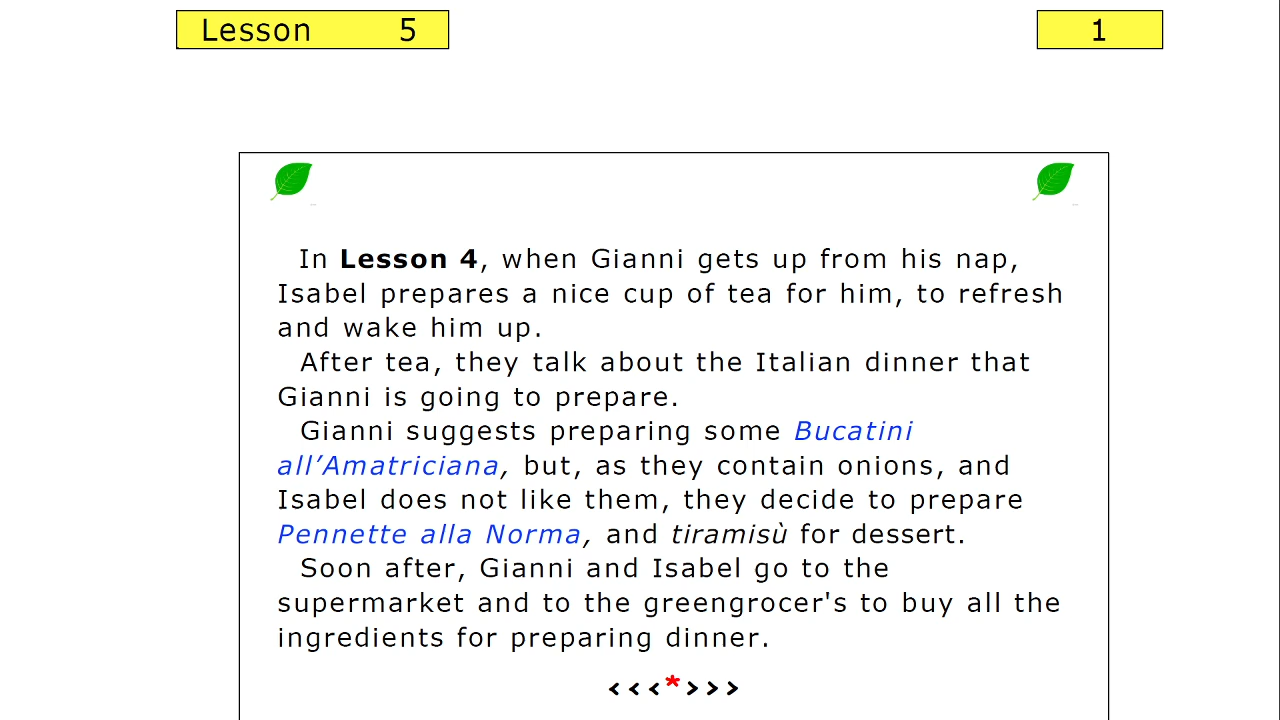 Lesson 5
1
In Lesson 4, when Gianni gets up from his nap,
Isabel prepares a nice cup of tea for him, to refresh
and wake him up.
After tea, they talk about the Italian dinner that
Gianni is going to prepare.
Gianni suggests preparing some Bucatini
all’Amatriciana, but, as they contain onions, and
Isabel does not like them, they decide to prepare
Pennette alla Norma, and tiramisù for dessert.
Soon after, Gianni and Isabel go to the
supermarket and to the greengrocer's to buy all the
ingredients for preparing dinner.
<<<*>>>